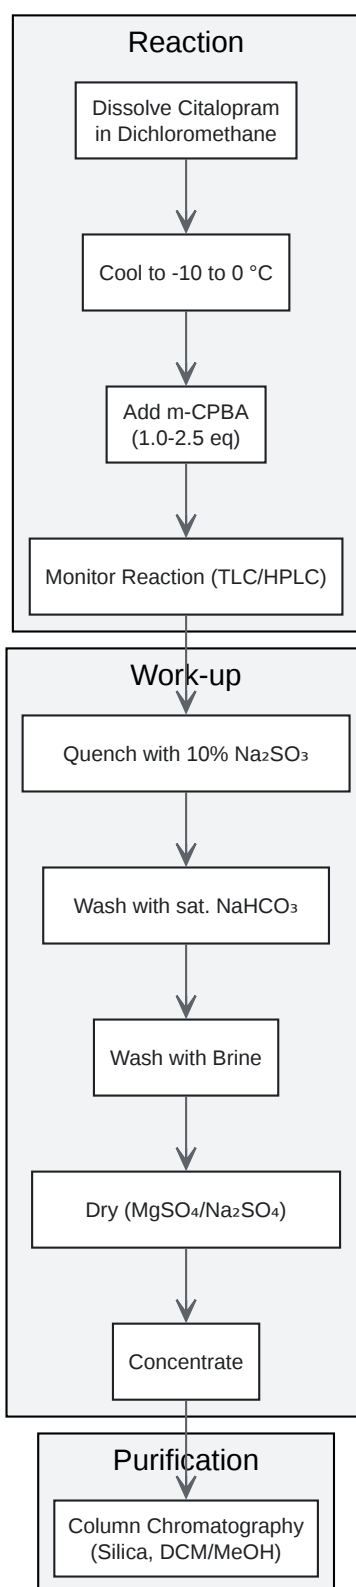 Reaction
Dissolve Citalopram
in Dichloromethane
Cool to -10 to 0 °C
Add m-CPBA
(1.0-2.5 eq)
Monitor Reaction (TLC/HPLC)
Work-up
Quench with 10% Na₂SO₃
Wash with sat. NaHCO₃
Wash with Brine
Dry (MgSO₄/Na₂SO₄)
Concentrate
Purification
Column Chromatography
(Silica, DCM/MeOH)